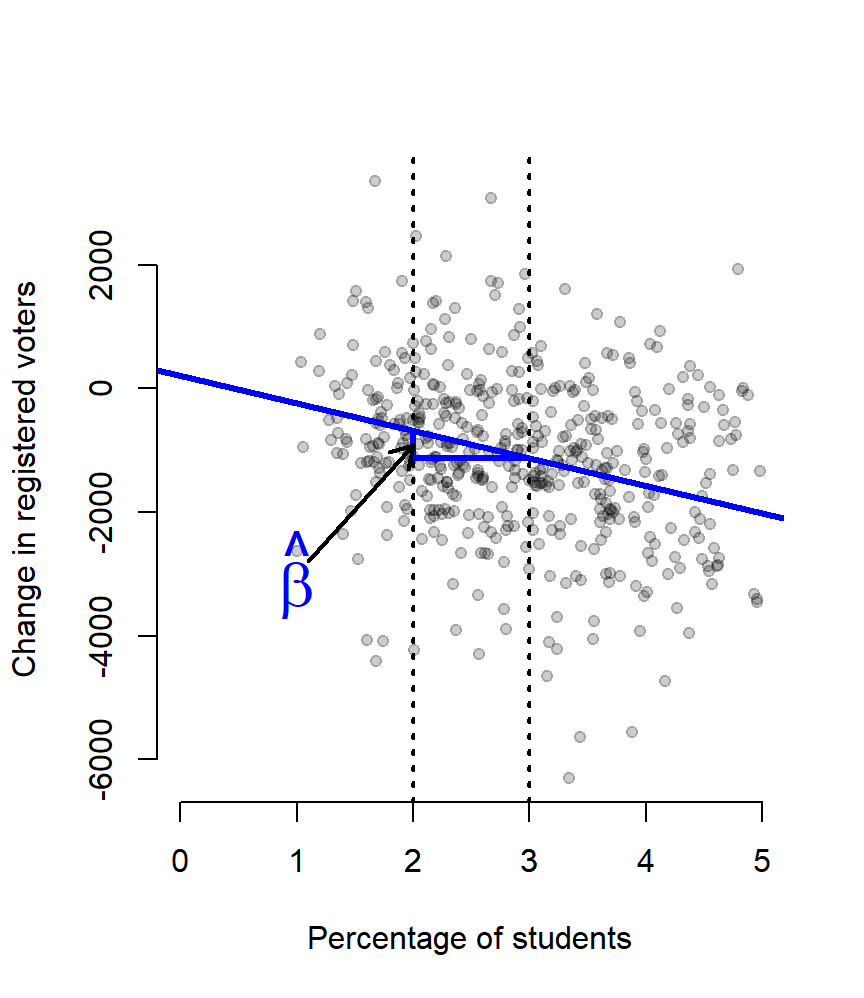 Change in registered voters
2000
0
-2000
-4000
-6000
β̂
0 1 2 3 4 5
Percentage of students